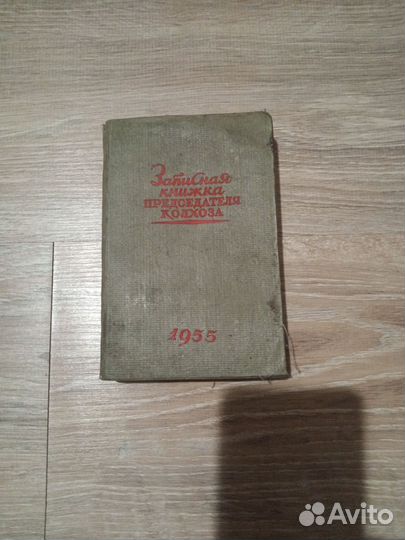 Записная
книжка
ПРЕДСЕДАТЕЛЯ
КОЛХОЗА
1955
Avito